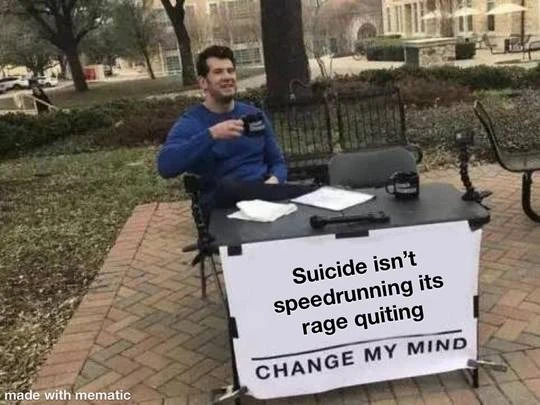 Suicide isn't
speedrunning its
rage quiting
CHANGE MY MIND
made with mematic